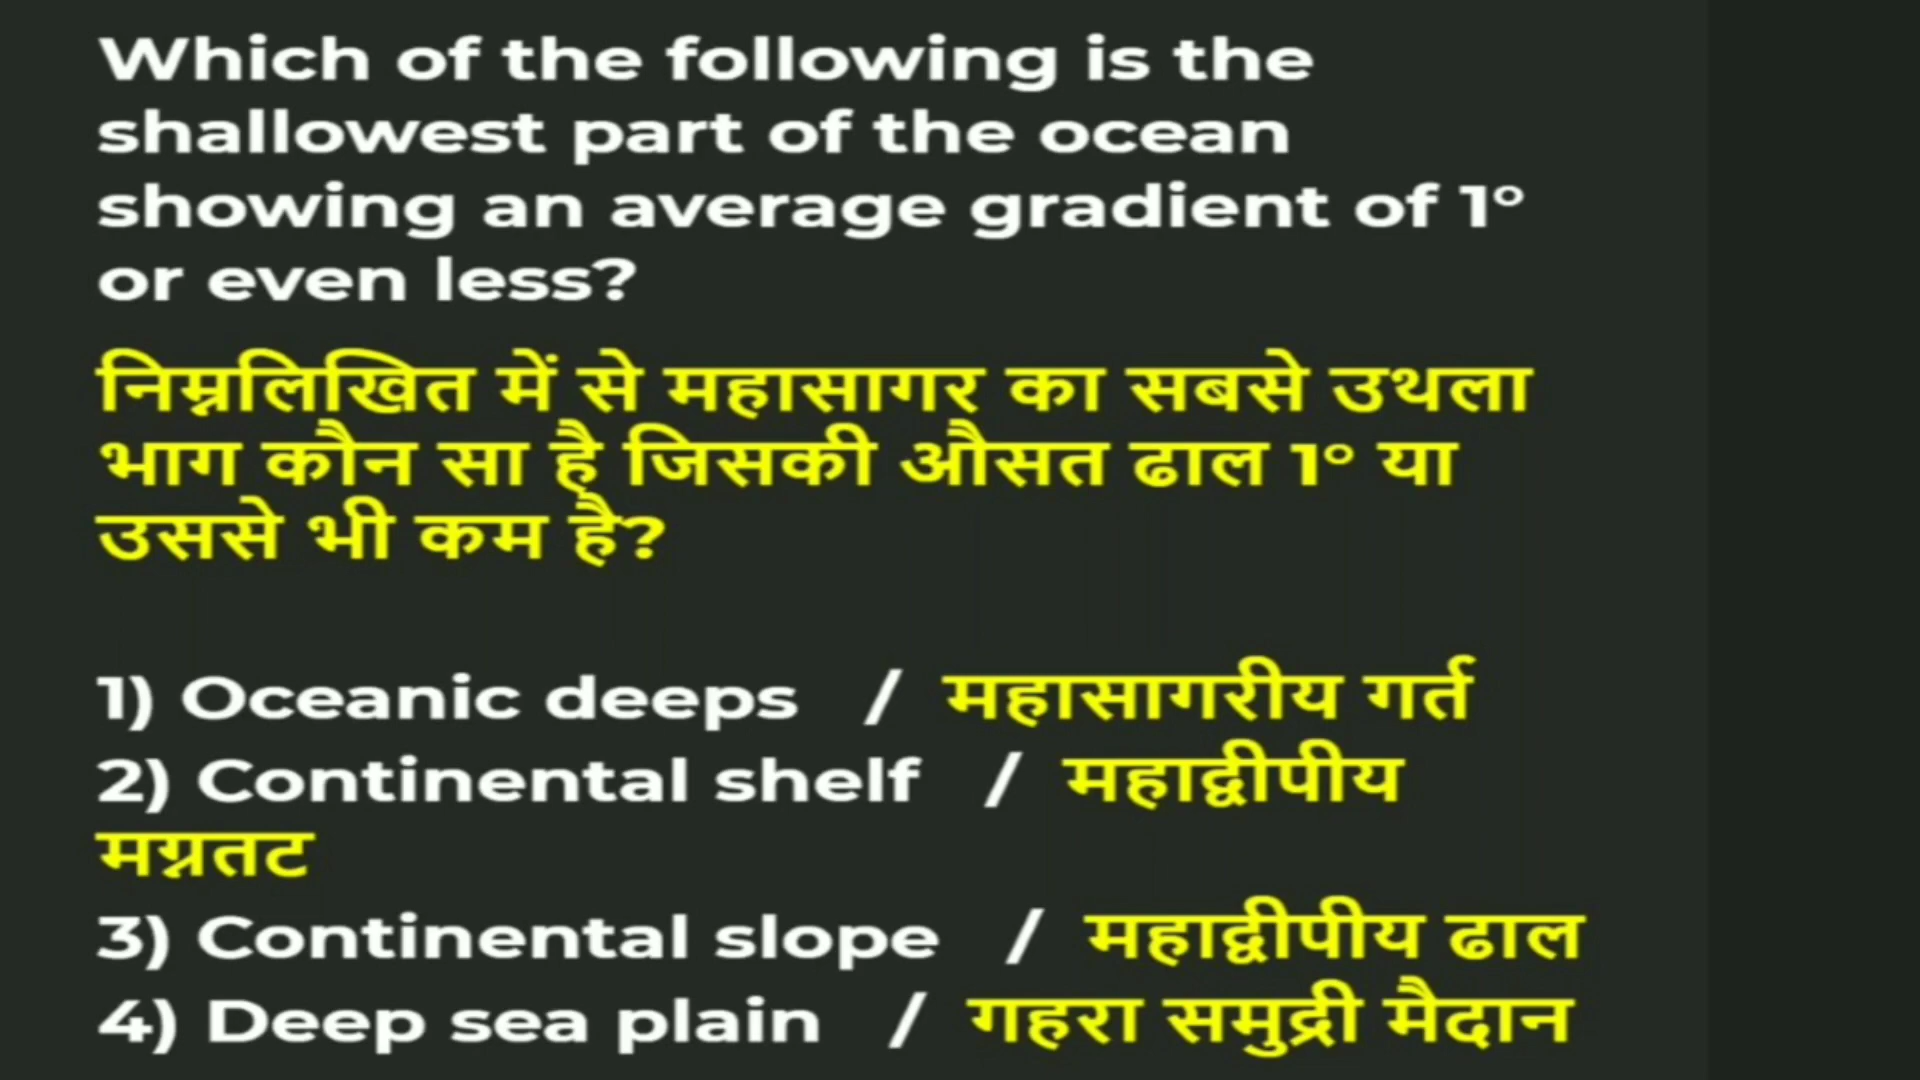 Which of the following is the
shallowest part of the ocean
showing an average gradient of 1°
or even less?
निम्नलिखित में से महासागर का सबसे उथला
भाग कौन सा है जिसकी औसत ढाल 1° या
उससे भी कम है?
1) Oceanic deeps / महासागरीय गर्त
2) Continental shelf / महाद्वीपीय
मग्नतट
3) Continental slope / महाद्वीपीय ढाल
4) Deep sea plain / गहरा समुद्री मैदान